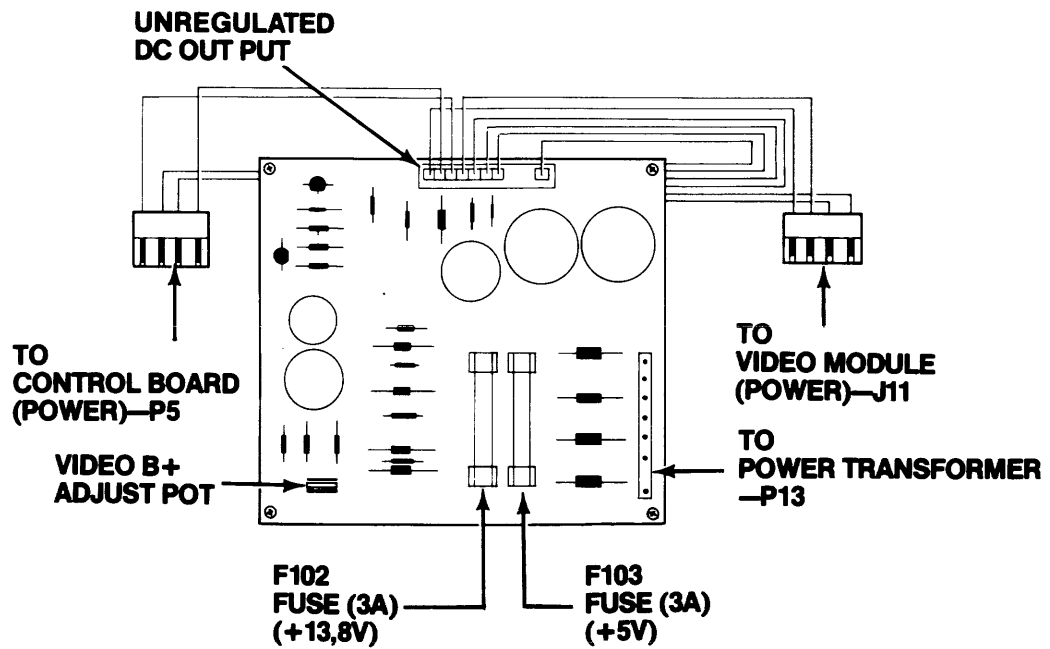 UNREGULATED
DC OUT PUT
TO
CONTROL BOARD
(POWER)—P5
TO
VIDEO MODULE
(POWER)—J11
VIDEO B+
ADJUST POT
TO
POWER TRANSFORMER
—P13
F102
FUSE (3A)
(+13,8V)
F103
FUSE (3A)
(+5V)